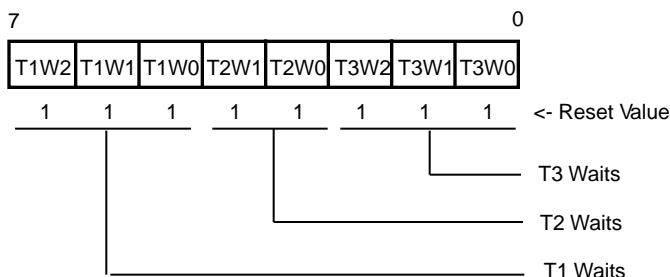 7 0
T1W2 T1W1 T1W0 T2W1 T2W0 T3W2 T3W1 T3W0
1 1 1 1 1 1 1 1 <- Reset Value
T3 Waits
T2 Waits
T1 Waits